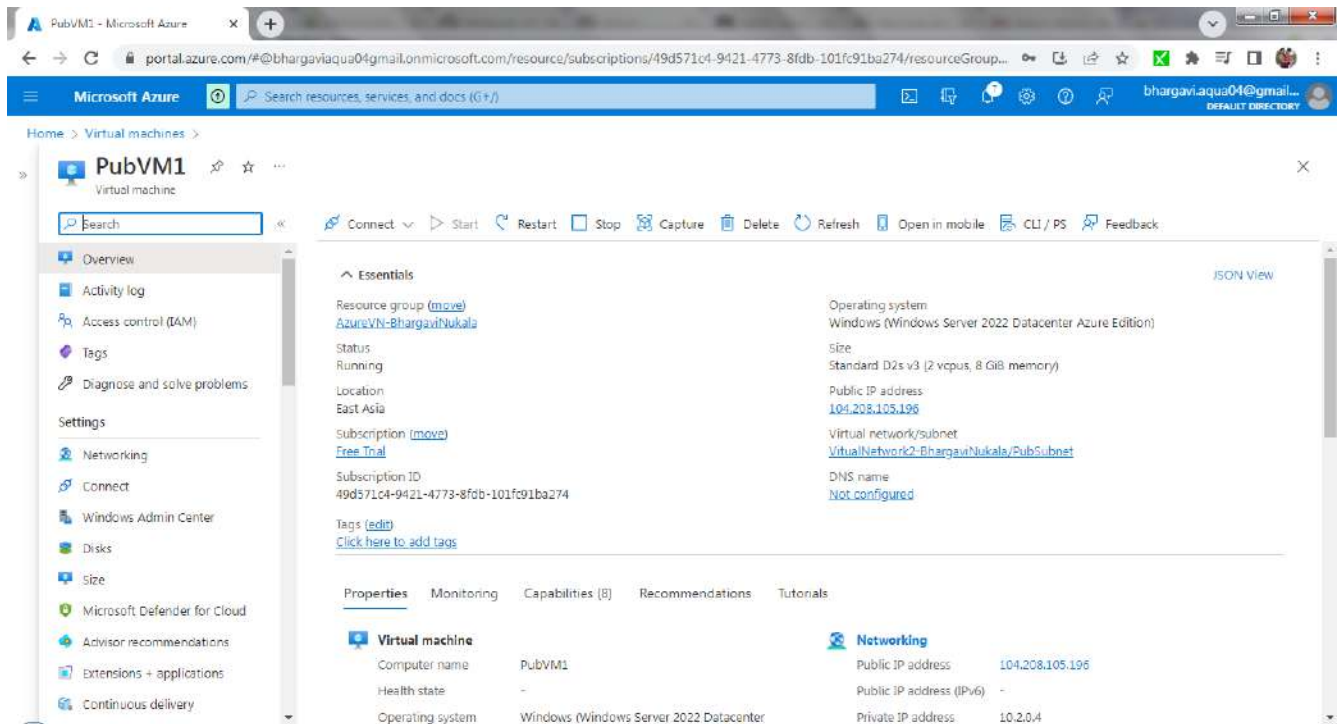 PubVM1 - Microsoft Azure
portal.azure.com/#@bhargaviaqua04gmail.onmicrosoft.com/resource/subscriptions/49d571c4-9421-4773-8fdb-101fc91ba274/resourceGroup...
Microsoft Azure
Search resources, services, and docs (G+/)
bhargavi.aqua04@gmail...
DEFAULT DIRECTORY
Home > Virtual machines >
PubVM1
Virtual machine
Search
Connect Start Restart Stop Capture Delete Refresh Open in mobile CLI / PS Feedback
Overview
Activity log
Access control (IAM)
Tags
Diagnose and solve problems
Settings
Networking
Connect
Windows Admin Center
Disks
Size
Microsoft Defender for Cloud
Advisor recommendations
Extensions + applications
Continuous delivery
Essentials
JSON View
Resource group (move)
AzureVN-BhargaviNukala
Status
Running
Location
East Asia
Subscription (move)
Free Trial
Subscription ID
49d571c4-9421-4773-8fdb-101fc91ba274
Tags (edit)
Click here to add tags
Operating system
Windows (Windows Server 2022 Datacenter Azure Edition)
Size
Standard D2s v3 (2 vcpus, 8 GiB memory)
Public IP address
104.208.105.196
Virtual network/subnet
VitualNetwork2-BhargaviNukala/PubSubnet
DNS name
Not configured
Properties Monitoring Capabilities (8) Recommendations Tutorials
Virtual machine
Computer name PubVM1
Health state -
Operating system Windows (Windows Server 2022 Datacenter
Networking
Public IP address 104.208.105.196
Public IP address (IPv6) -
Private IP address 10.2.0.4